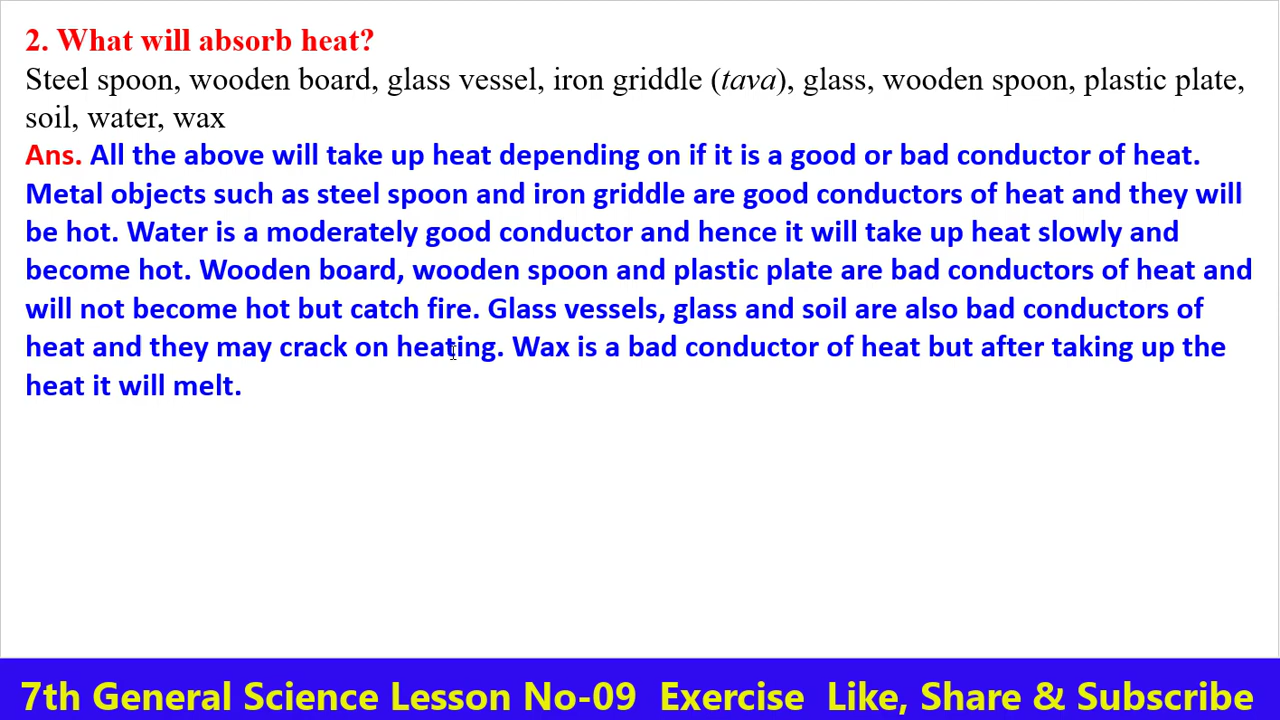 2. What will absorb heat?
Steel spoon, wooden board, glass vessel, iron griddle (tava), glass, wooden spoon, plastic plate,
soil, water, wax
Ans. All the above will take up heat depending on if it is a good or bad conductor of heat.
Metal objects such as steel spoon and iron griddle are good conductors of heat and they will
be hot. Water is a moderately good conductor and hence it will take up heat slowly and
become hot. Wooden board, wooden spoon and plastic plate are bad conductors of heat and
will not become hot but catch fire. Glass vessels, glass and soil are also bad conductors of
heat and they may crack on heating. Wax is a bad conductor of heat but after taking up the
heat it will melt.
7th General Science Lesson No-09 Exercise Like, Share & Subscribe